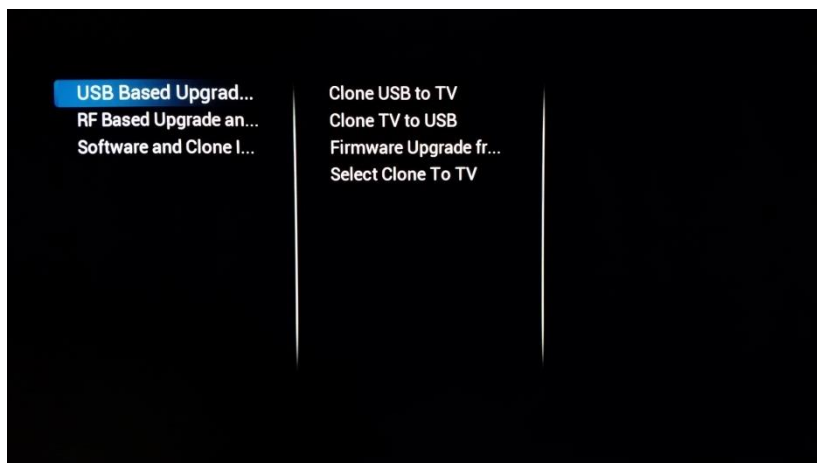 USB Based Upgrad...
RF Based Upgrade an...
Software and Clone I...
Clone USB to TV
Clone TV to USB
Firmware Upgrade fr...
Select Clone To TV